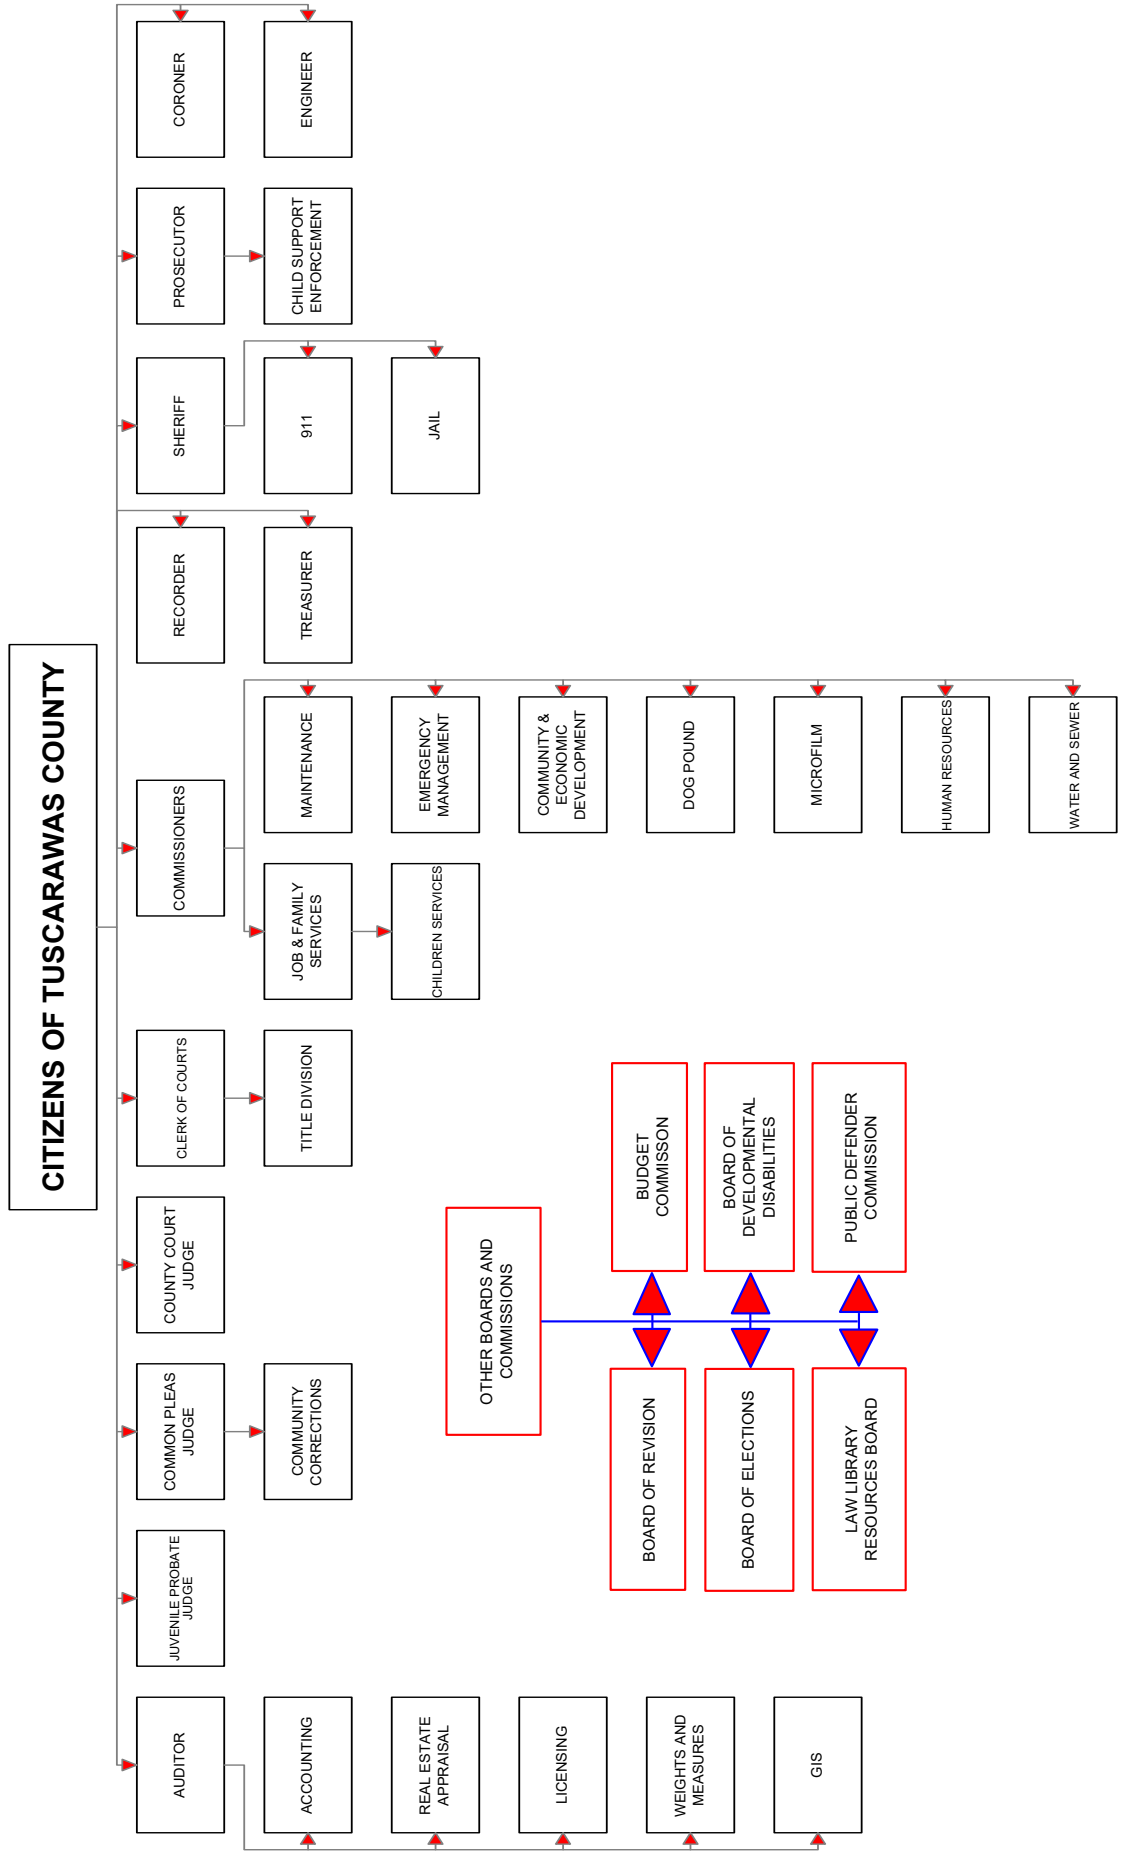 CITIZENS OF TUSCARAWAS COUNTY
AUDITOR
JUVENILE PROBATE
JUDGE
COMMON PLEAS
JUDGE
COUNTY COURT
JUDGE
CLERK OF COURTS
COMMISSIONERS
RECORDER
SHERIFF
PROSECUTOR
CORONER
ACCOUNTING
COMMUNITY
CORRECTIONS
TITLE DIVISION
JOB & FAMILY
SERVICES
MAINTENANCE
TREASURER
911
CHILD SUPPORT
ENFORCEMENT
ENGINEER
REAL ESTATE
APPRAISAL
CHILDREN SERVICES
EMERGENCY
MANAGEMENT
JAIL
OTHER BOARDS AND
COMMISSIONS
LICENSING
COMMUNITY &
ECONOMIC
DEVELOPMENT
BOARD OF REVISION
BUDGET
COMMISSON
WEIGHTS AND
MEASURES
DOG POUND
BOARD OF ELECTIONS
BOARD OF
DEVELOPMENTAL
DISABILITIES
GIS
MICROFILM
LAW LIBRARY
RESOURCES BOARD
PUBLIC DEFENDER
COMMISSION
HUMAN RESOURCES
WATER AND SEWER